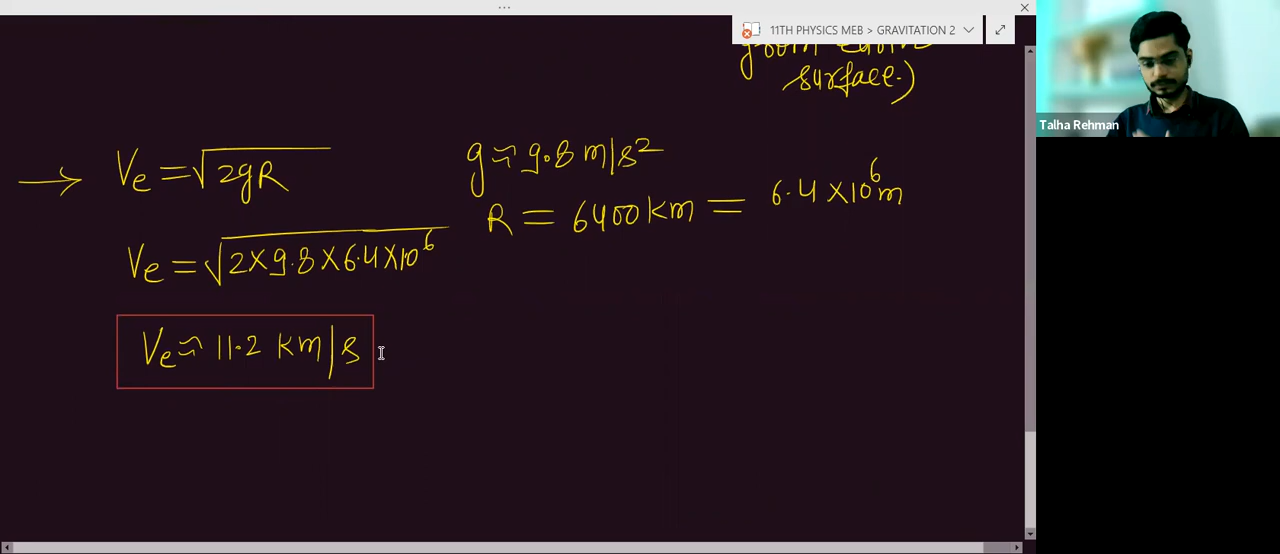 11TH PHYSICS MEB > GRAVITATION 2
surface.)
Talha Rehman
→ Ve = √2gR
g ≈ 9.8 m/s²
R = 6400 km = 6.4 × 10⁶ m
Ve = √2 × 9.8 × 6.4 × 10⁶
Ve ≈ 11.2 km/s